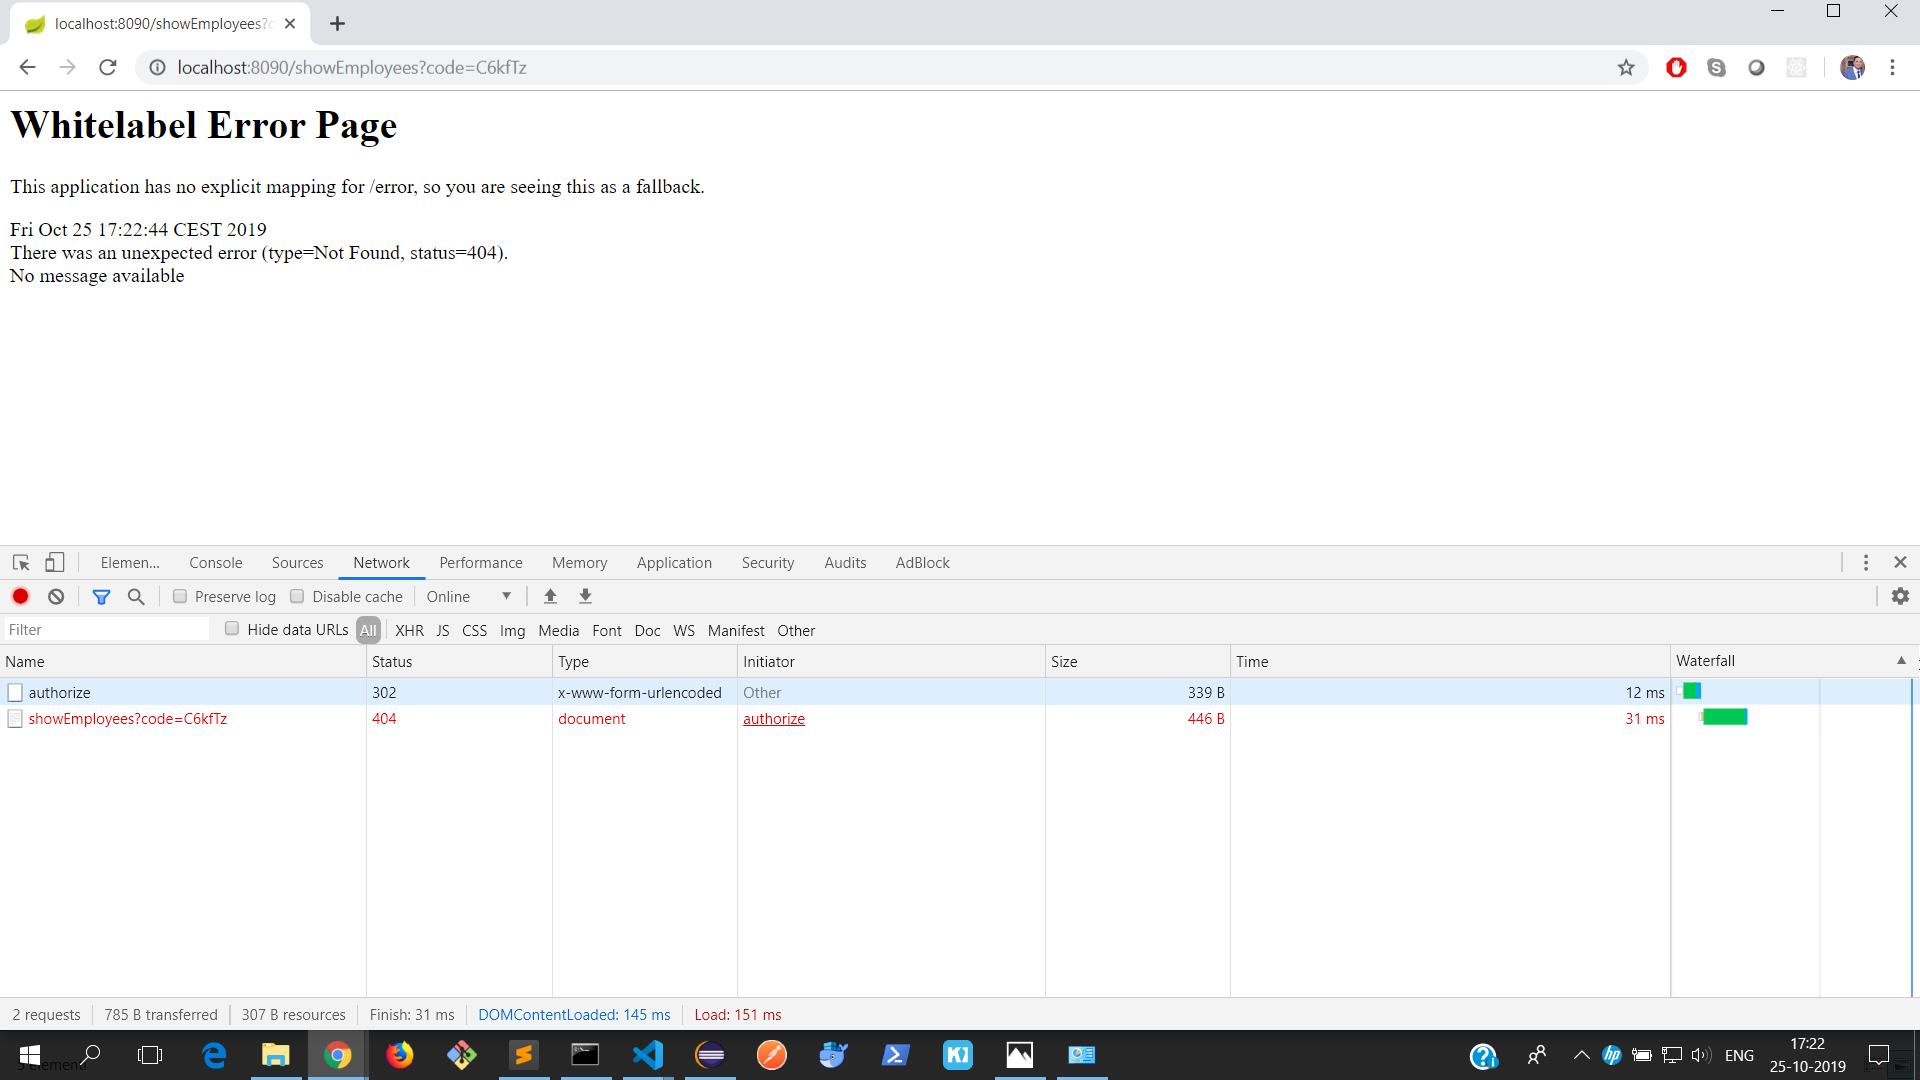 localhost:8090/showEmployees?c
localhost:8090/showEmployees?code=C6kfTz
Whitelabel Error Page
This application has no explicit mapping for /error, so you are seeing this as a fallback.
Fri Oct 25 17:22:44 CEST 2019
There was an unexpected error (type=Not Found, status=404).
No message available
Elemen... Console Sources Network Performance Memory Application Security Audits AdBlock
Preserve log Disable cache Online
Filter Hide data URLs All XHR JS CSS Img Media Font Doc WS Manifest Other
Name Status Type Initiator Size Time Waterfall
authorize 302 x-www-form-urlencoded Other 339 B 12 ms
showEmployees?code=C6kfTz 404 document authorize 446 B 31 ms
2 requests 785 B transferred 307 B resources Finish: 31 ms DOMContentLoaded: 145 ms Load: 151 ms
hp ENG 17:22
25-10-2019